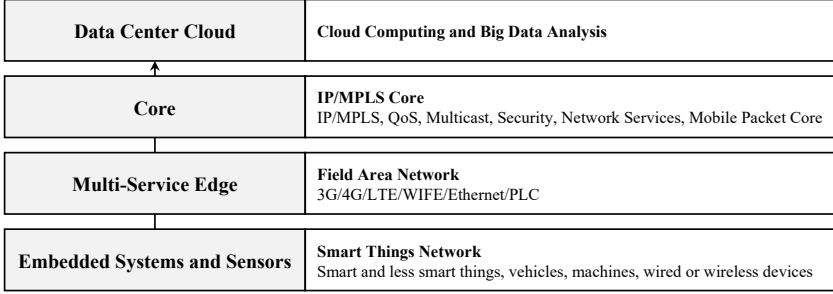 Data Center Cloud
Cloud Computing and Big Data Analysis
Core
IP/MPLS Core
IP/MPLS, QoS, Multicast, Security, Network Services, Mobile Packet Core
Multi-Service Edge
Field Area Network
3G/4G/LTE/WIFE/Ethernet/PLC
Embedded Systems and Sensors
Smart Things Network
Smart and less smart things, vehicles, machines, wired or wireless devices